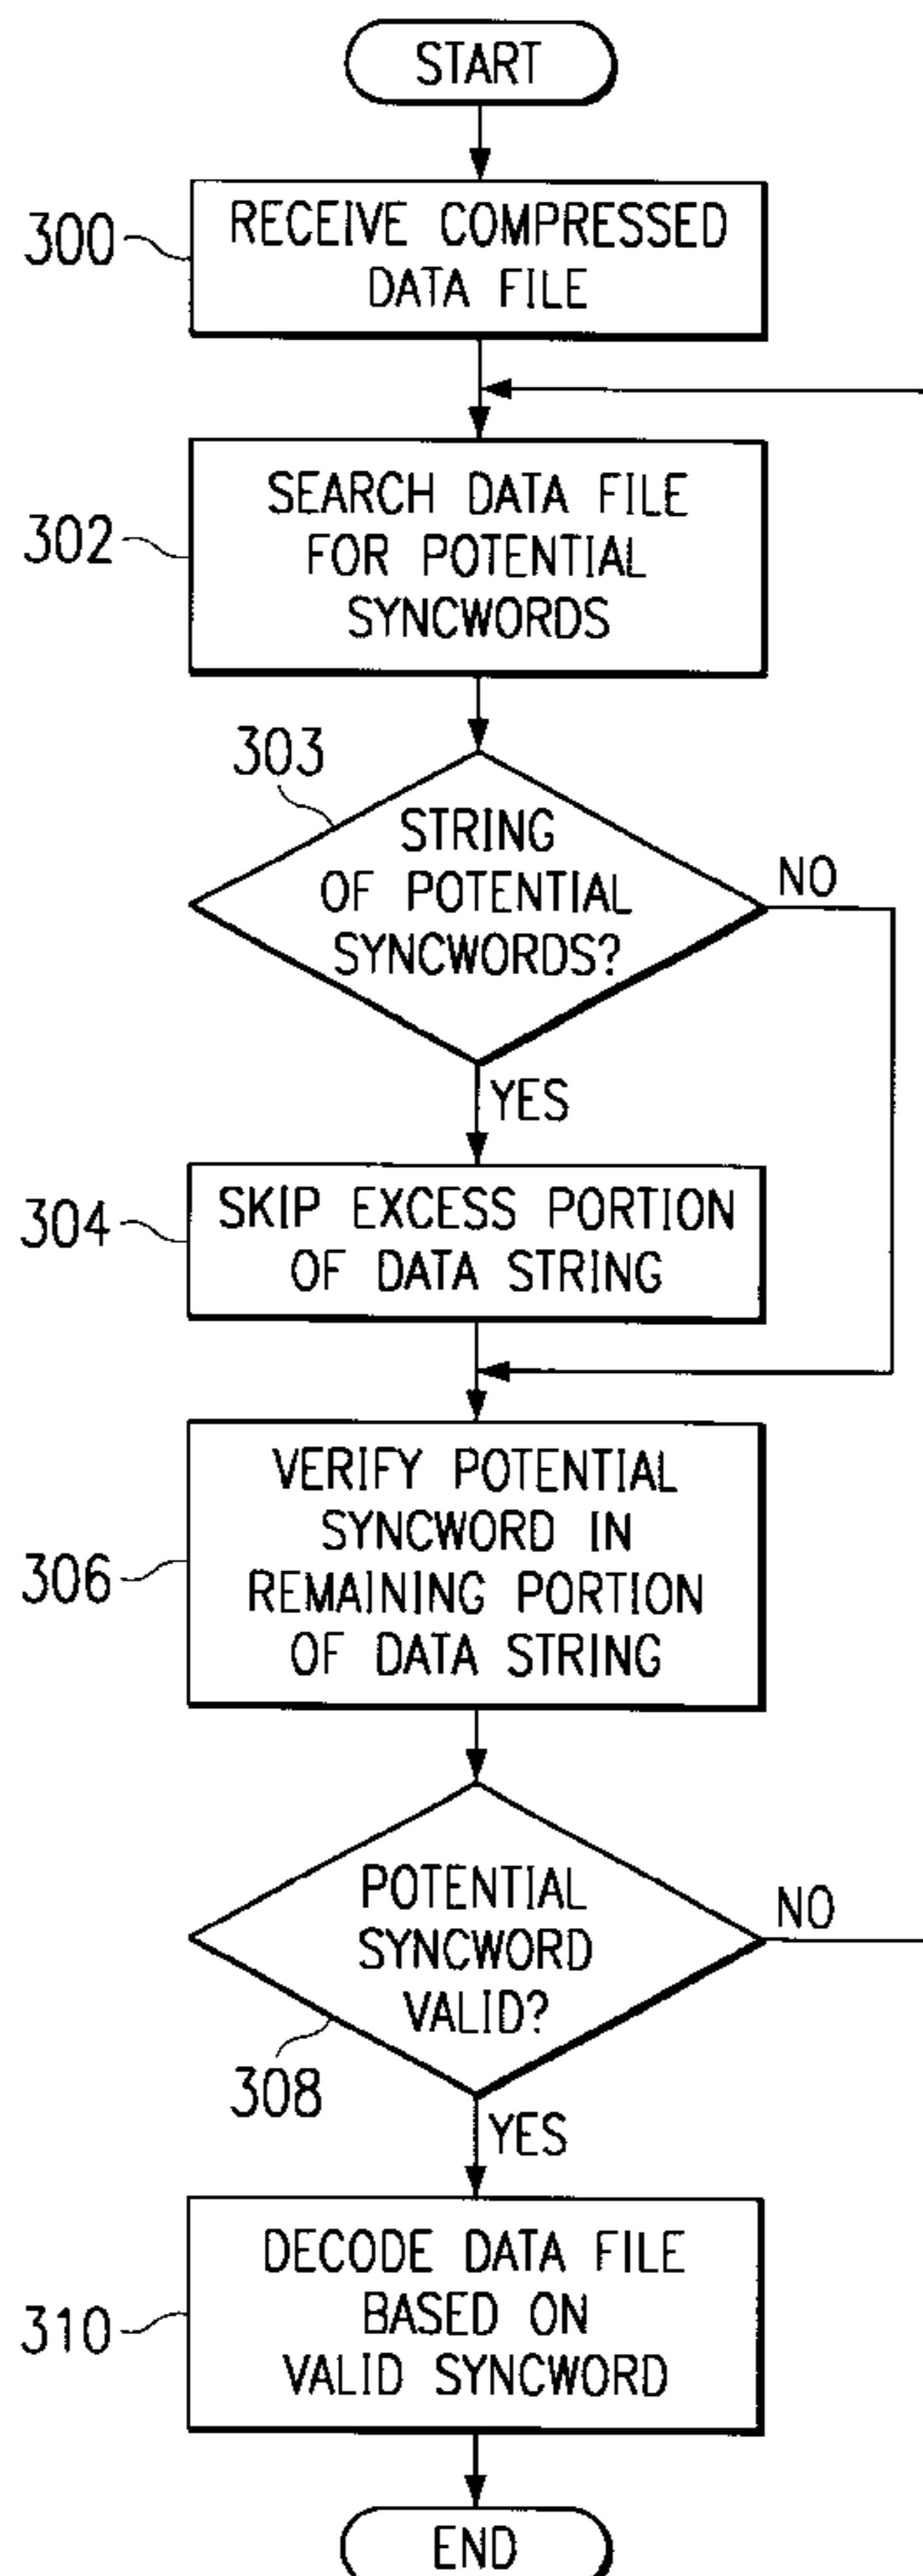 START
300
RECEIVE COMPRESSED
DATA FILE
302
SEARCH DATA FILE
FOR POTENTIAL
SYNCWORDS
303
STRING
OF POTENTIAL
SYNCWORDS?
NO
YES
304
SKIP EXCESS PORTION
OF DATA STRING
306
VERIFY POTENTIAL
SYNCWORD IN
REMAINING PORTION
OF DATA STRING
POTENTIAL
SYNCWORD
VALID?
NO
308
YES
310
DECODE DATA FILE
BASED ON
VALID SYNCWORD
END